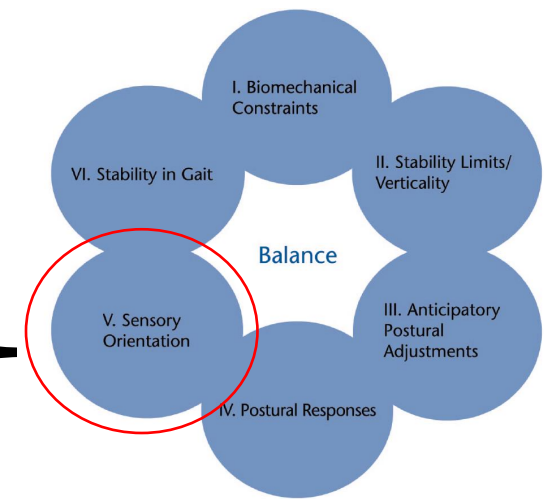 I. Biomechanical
Constraints
II. Stability Limits/
Verticality
III. Anticipatory
Postural
Adjustments
IV. Postural Responses
V. Sensory
Orientation
VI. Stability in Gait
Balance